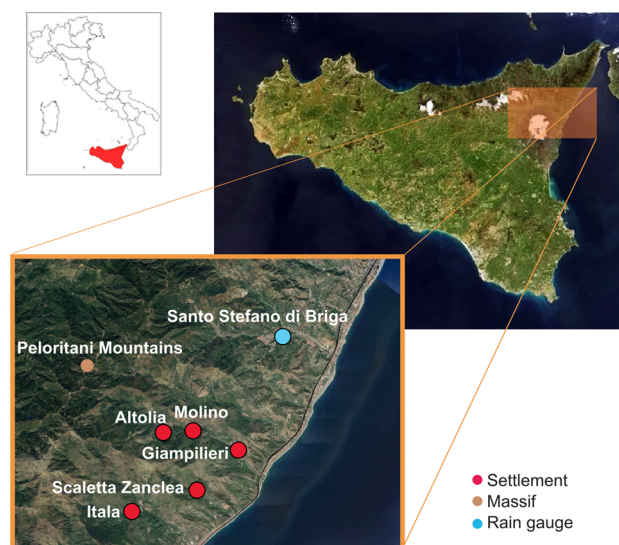 Santo Stefano di Briga
Peloritani Mountains
Altolia
Molino
Giampilieri
Scaletta Zanclea
Itala
Settlement
Massif
Rain gauge